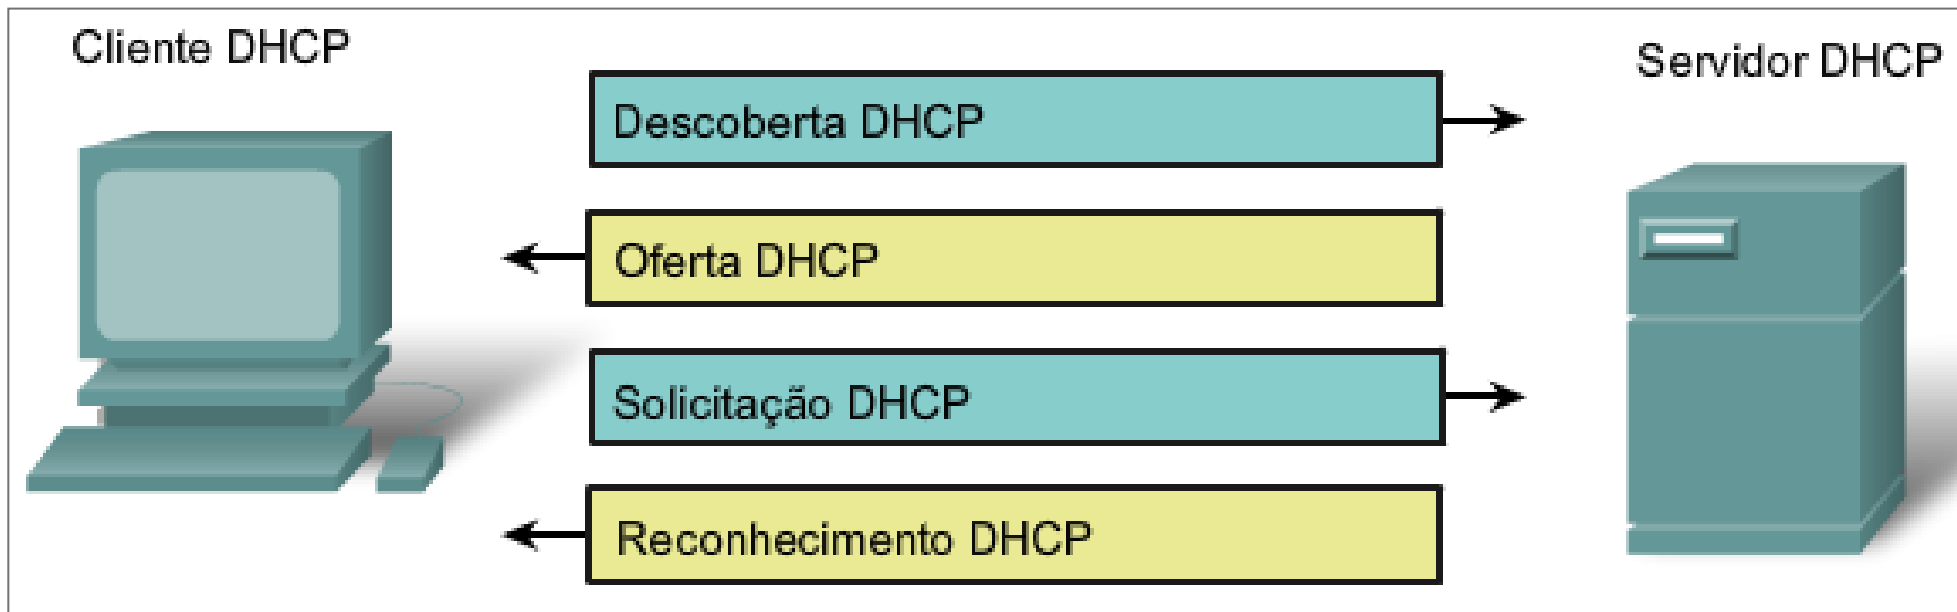 Cliente DHCP
Servidor DHCP
Descoberta DHCP
Oferta DHCP
Solicitação DHCP
Reconhecimento DHCP